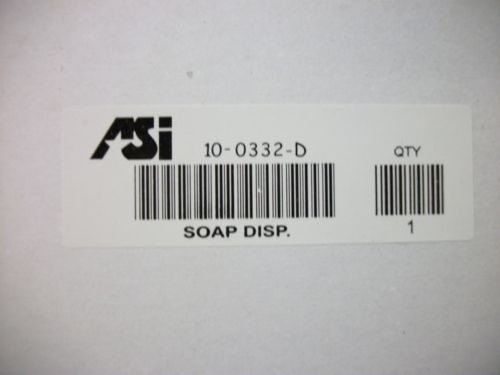 ASi 10-0332-D QTY
SOAP DISP. 1